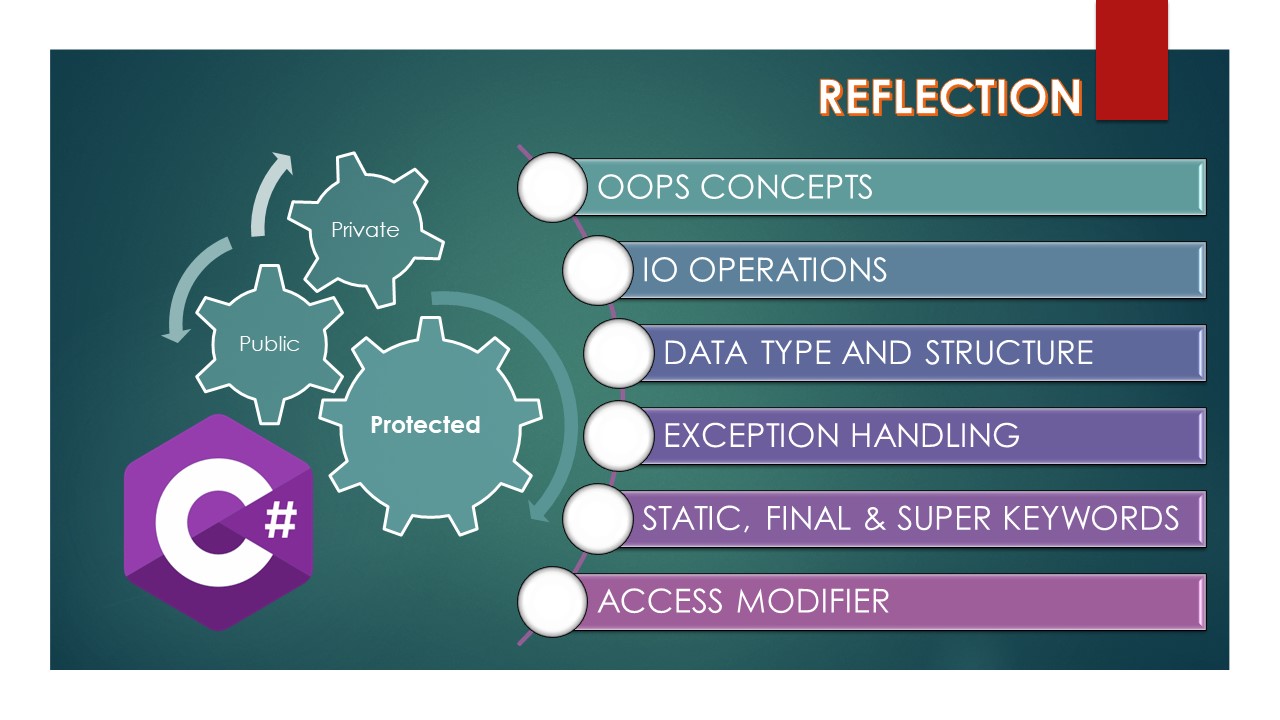 REFLECTION
Private
Public
Protected
C#
OOPS CONCEPTS
IO OPERATIONS
DATA TYPE AND STRUCTURE
EXCEPTION HANDLING
STATIC, FINAL & SUPER KEYWORDS
ACCESS MODIFIER